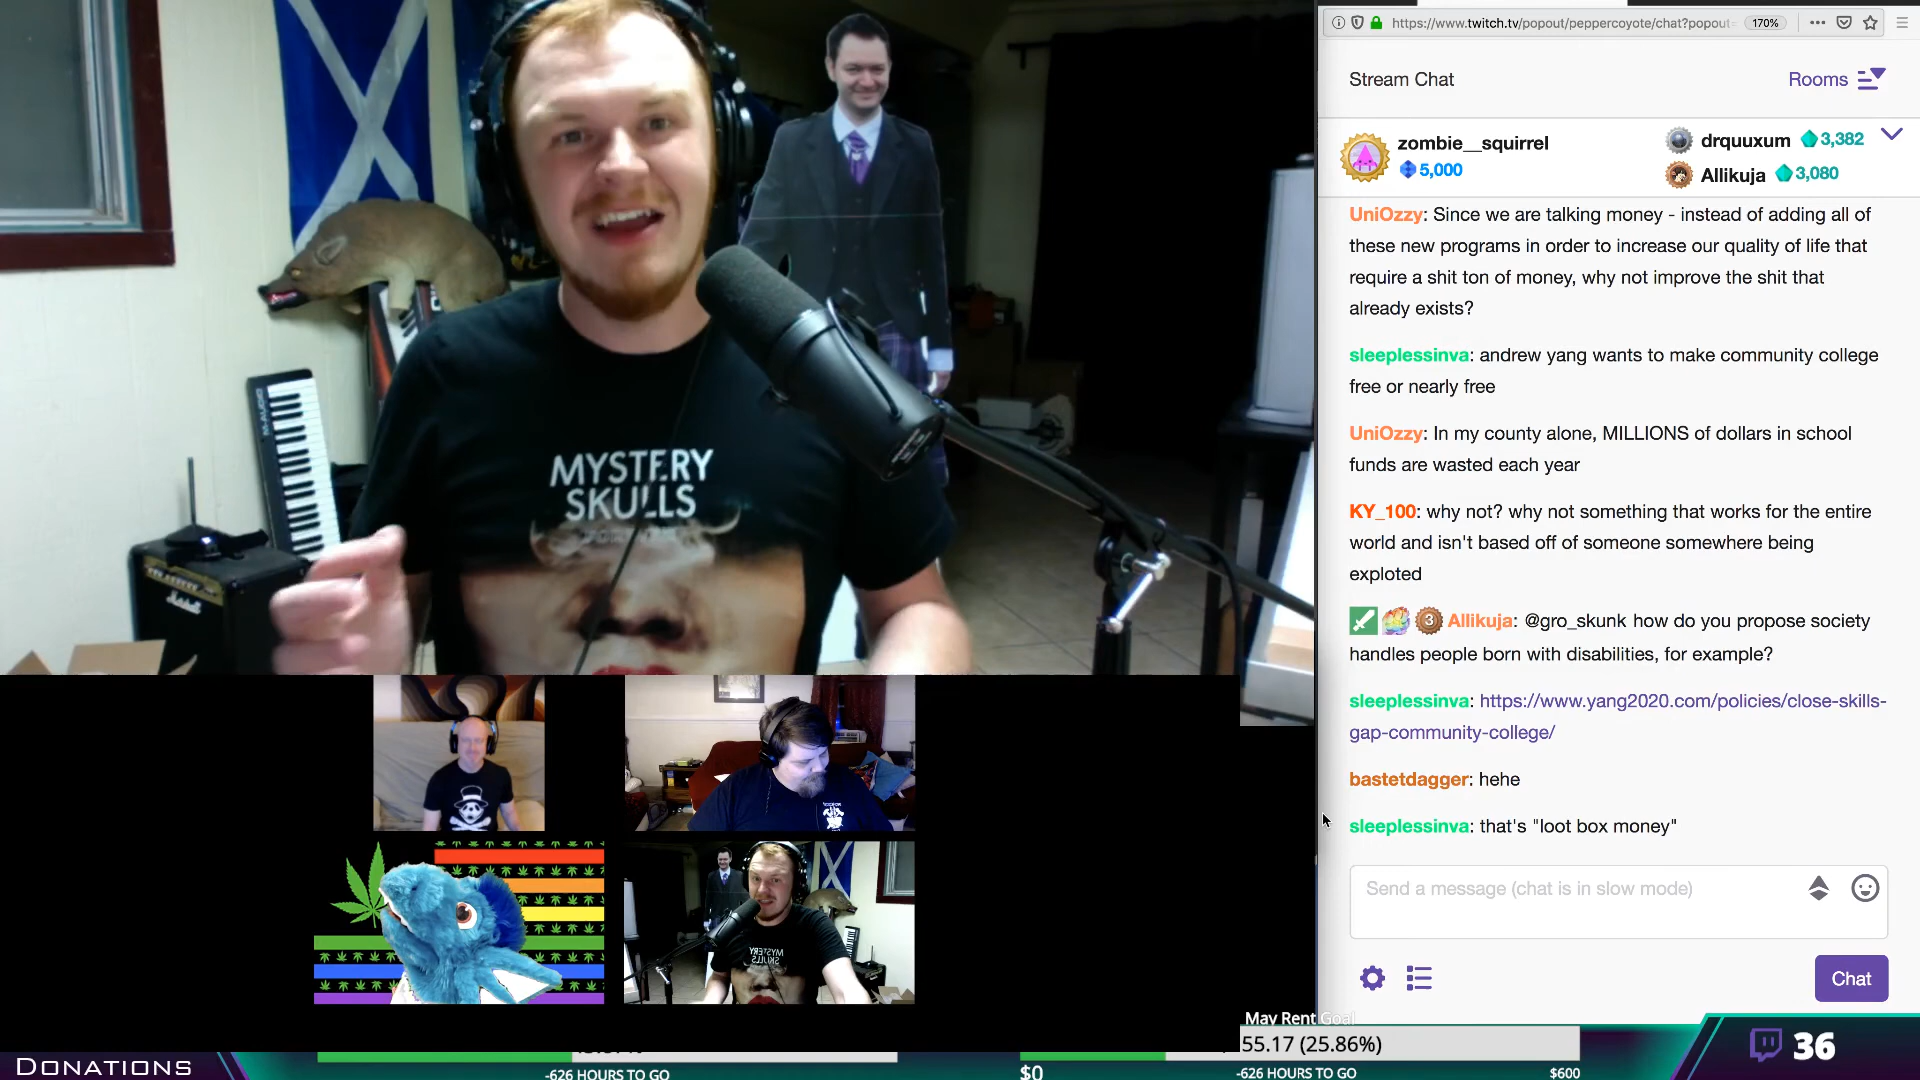 https://www.twitch.tv/popout/peppercoyote/chat?popout=
170%
Stream Chat
Rooms
zombie__squirrel
5,000
drquuxum 3,382
Allikuja 3,080
UniOzzy: Since we are talking money - instead of adding all of
these new programs in order to increase our quality of life that
require a shit ton of money, why not improve the shit that
already exists?
sleeplessinva: andrew yang wants to make community college
free or nearly free
UniOzzy: In my county alone, MILLIONS of dollars in school
funds are wasted each year
KY_100: why not? why not something that works for the entire
world and isn't based off of someone somewhere being
exploted
3 Allikuja: @gro_skunk how do you propose society
handles people born with disabilities, for example?
sleeplessinva: https://www.yang2020.com/policies/close-skills-
gap-community-college/
bastetdagger: hehe
sleeplessinva: that's "loot box money"
Send a message (chat is in slow mode)
Chat
M-AUDIO
Marshall
MYSTERY
SKULLS
MYSTERY
SKULLS
May Rent Goal
55.17 (25.86%)
36
DONATIONS
-626 HOURS TO GO
$0
-626 HOURS TO GO
$600